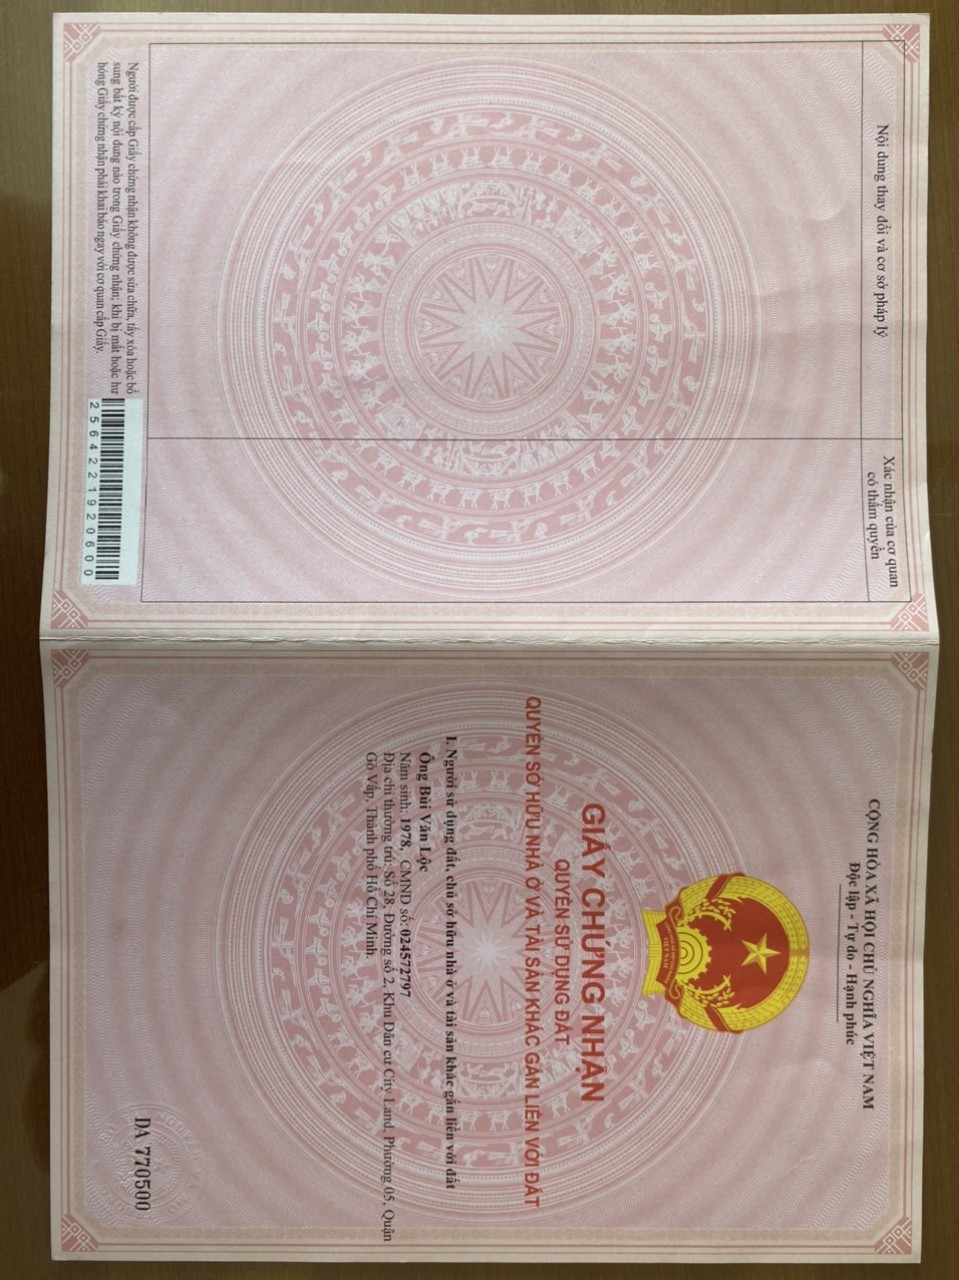 Nội dung thay đổi và cơ sở pháp lý
Xác nhận của cơ quan
có thẩm quyền
Người được cấp Giấy chứng nhận không được sửa chữa, tẩy xóa hoặc bổ
sung bất kỳ nội dung nào trong Giấy chứng nhận; khi bị mất hoặc hư
hỏng Giấy chứng nhận phải khai báo ngay với cơ quan cấp Giấy.
2564221920600
CỘNG HÒA XÃ HỘI CHỦ NGHĨA VIỆT NAM
Độc lập - Tự do - Hạnh phúc
VIỆT NAM
GIẤY CHỨNG NHẬN
QUYỀN SỬ DỤNG ĐẤT
QUYỀN SỞ HỮU NHÀ Ở VÀ TÀI SẢN KHÁC GẮN LIỀN VỚI ĐẤT
I. Người sử dụng đất, chủ sở hữu nhà ở và tài sản khác gắn liền với đất
Ông Bùi Văn Lộc
Năm sinh: 1978, CMND số: 024572797
Địa chỉ thường trú: Số 28, Đường số 2, Khu Dân cư City Land, Phường 05, Quận
Gò Vấp, Thành phố Hồ Chí Minh.
DA 770500